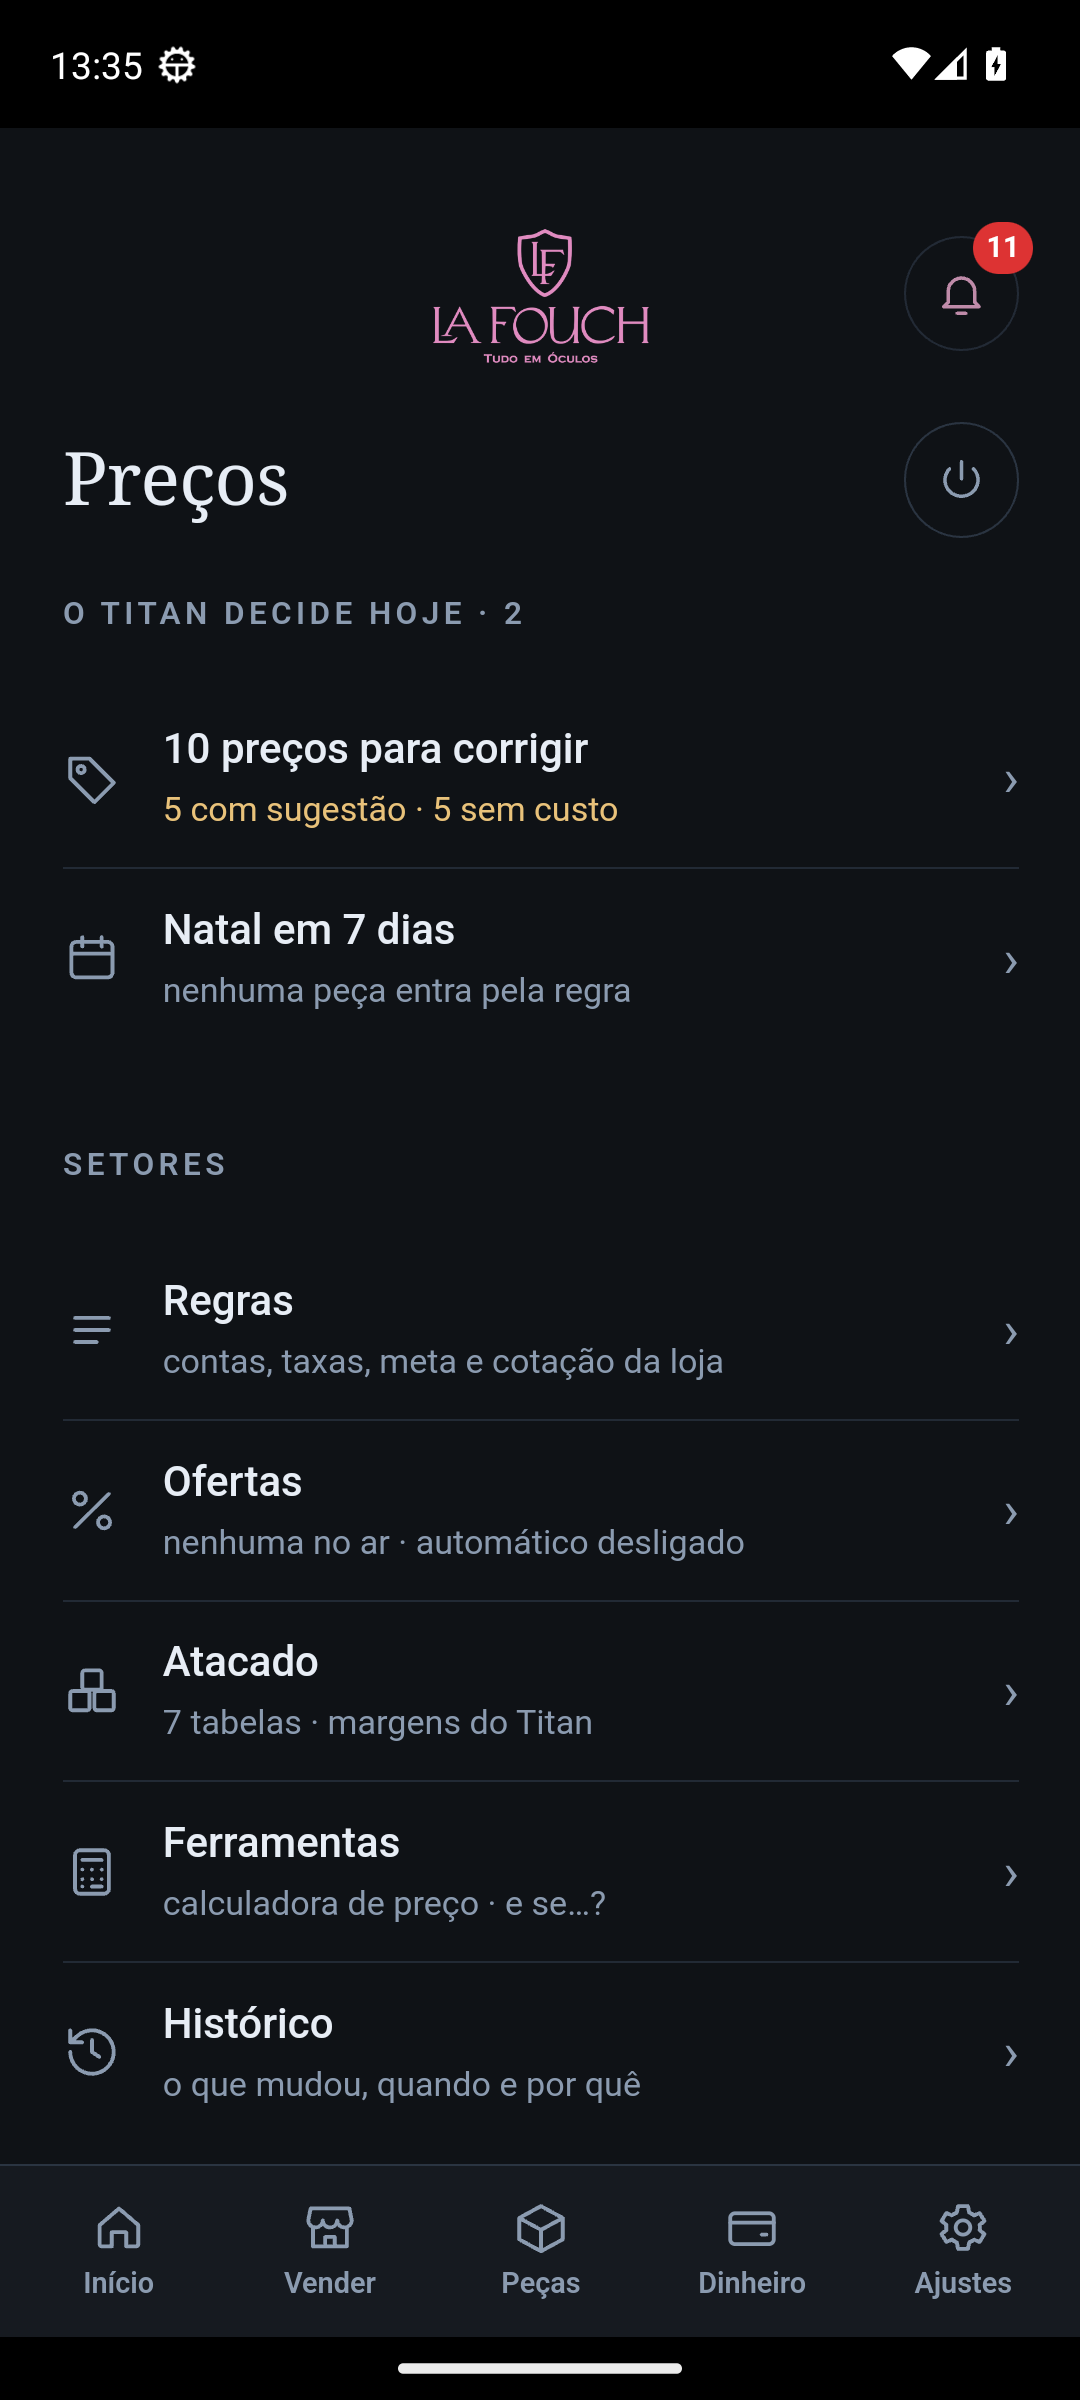 13:35
11
LF
LA FOUCH
TUDO EM ÓCULOS
Preços
O TITAN DECIDE HOJE · 2
10 preços para corrigir
5 com sugestão · 5 sem custo
Natal em 7 dias
nenhuma peça entra pela regra
SETORES
Regras
contas, taxas, meta e cotação da loja
Ofertas
nenhuma no ar · automático desligado
Atacado
7 tabelas · margens do Titan
Ferramentas
calculadora de preço · e se…?
Histórico
o que mudou, quando e por quê
Início
Vender
Peças
Dinheiro
Ajustes